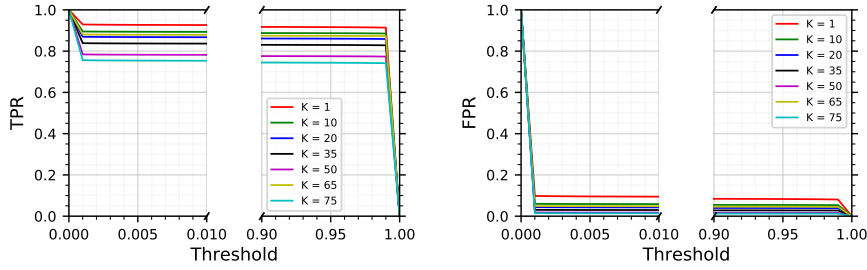 1.0
0.8
0.6
0.4
0.2
0.0
TPR
0.000 0.005 0.010 0.90 0.95 1.00
Threshold
K = 1
K = 10
K = 20
K = 35
K = 50
K = 65
K = 75
1.0
0.8
0.6
0.4
0.2
0.0
FPR
0.000 0.005 0.010 0.90 0.95 1.00
Threshold
K = 1
K = 10
K = 20
K = 35
K = 50
K = 65
K = 75